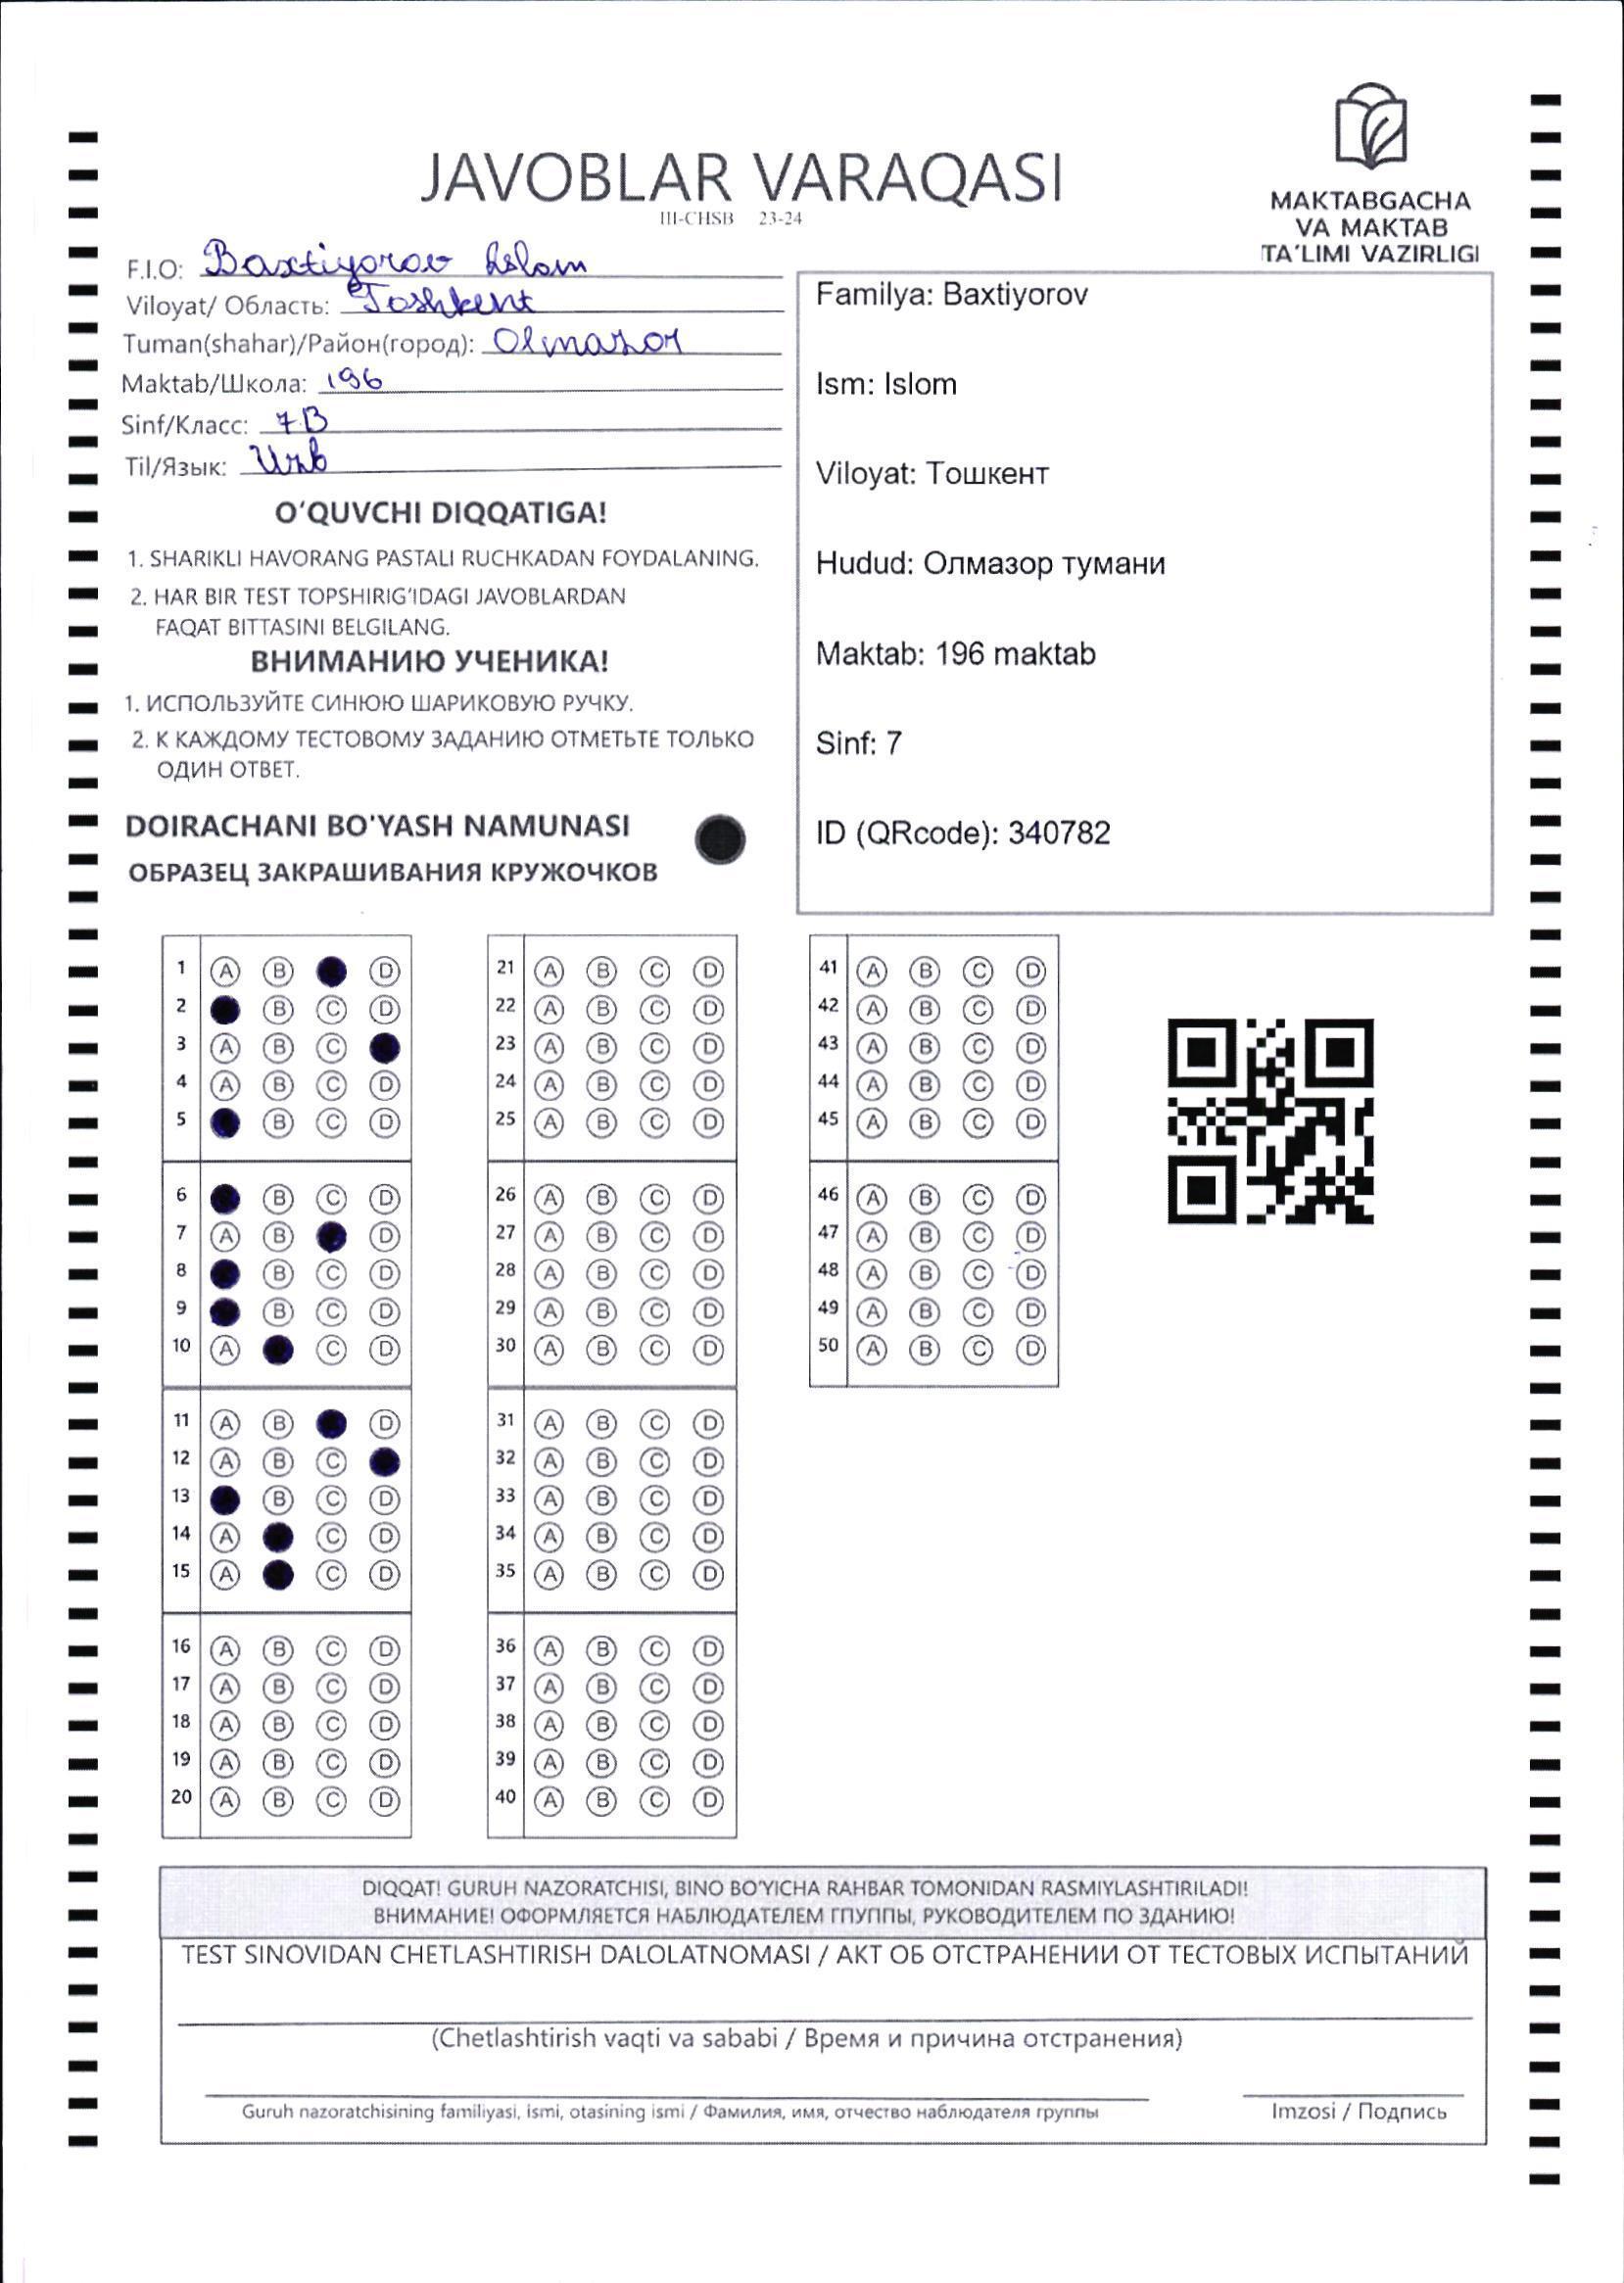 JAVOBLAR VARAQASI
III-CHSB 23-24
MAKTABGACHA
VA MAKTAB
TA'LIMI VAZIRLIGI
F.I.O: Baxtiyorov Islom
Viloyat/ Область: Toshkent
Tuman(shahar)/Район(город): Olmazor
Maktab/Школа: 196
Sinf/Класс: 7B
Til/Язык: Uzb
O'QUVCHI DIQQATIGA!
1. SHARIKLI HAVORANG PASTALI RUCHKADAN FOYDALANING.
2. HAR BIR TEST TOPSHIRIG'IDAGI JAVOBLARDAN
FAQAT BITTASINI BELGILANG.
ВНИМАНИЮ УЧЕНИКА!
1. ИСПОЛЬЗУЙТЕ СИНЮЮ ШАРИКОВУЮ РУЧКУ.
2. К КАЖДОМУ ТЕСТОВОМУ ЗАДАНИЮ ОТМЕТЬТЕ ТОЛЬКО
ОДИН ОТВЕТ.
DOIRACHANI BO'YASH NAMUNASI
ОБРАЗЕЦ ЗАКРАШИВАНИЯ КРУЖОЧКОВ
Familya: Baxtiyorov
Ism: Islom
Viloyat: Тошкент
Hudud: Олмазор тумани
Maktab: 196 maktab
Sinf: 7
ID (QRcode): 340782
1 A B D
2 B C D
3 A B C
4 A B C D
5 B C D
6 B C D
7 A B D
8 B C D
9 B C D
10 A C D
11 A B D
12 A B C
13 B C D
14 A C D
15 A C D
16 A B C D
17 A B C D
18 A B C D
19 A B C D
20 A B C D
21 A B C D
22 A B C D
23 A B C D
24 A B C D
25 A B C D
26 A B C D
27 A B C D
28 A B C D
29 A B C D
30 A B C D
31 A B C D
32 A B C D
33 A B C D
34 A B C D
35 A B C D
36 A B C D
37 A B C D
38 A B C D
39 A B C D
40 A B C D
41 A B C D
42 A B C D
43 A B C D
44 A B C D
45 A B C D
46 A B C D
47 A B C D
48 A B C D
49 A B C D
50 A B C D
DIQQAT! GURUH NAZORATCHISI, BINO BO'YICHA RAHBAR TOMONIDAN RASMIYLASHTIRILADI!
ВНИМАНИЕ! ОФОРМЛЯЕТСЯ НАБЛЮДАТЕЛЕМ ГПУППЫ, РУКОВОДИТЕЛЕМ ПО ЗДАНИЮ!
TEST SINOVIDAN CHETLASHTIRISH DALOLATNOMASI / АКТ ОБ ОТСТРАНЕНИИ ОТ ТЕСТОВЫХ ИСПЫТАНИЙ
(Chetlashtirish vaqti va sababi / Время и причина отстранения)
Guruh nazoratchisining familiyasi, ismi, otasining ismi / Фамилия, имя, отчество наблюдателя группы
Imzosi / Подпись